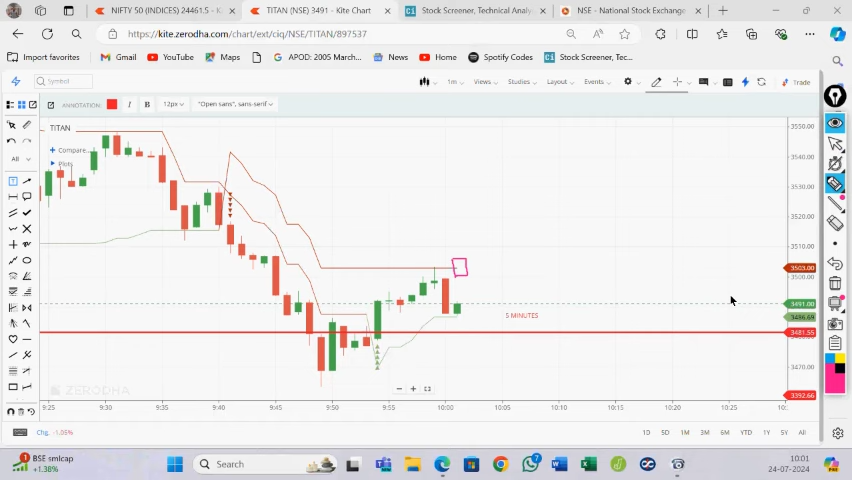 NIFTY 50 (INDICES) 24461.5 - Kite
TITAN (NSE) 3491 - Kite Chart
Stock Screener, Technical Analy
NSE - National Stock Exchange
https://kite.zerodha.com/chart/ext/ciq/NSE/TITAN/897537
Import favorites
Gmail
YouTube
Maps
APOD: 2005 March...
News
Home
Spotify Codes
Stock Screening, Tec...
Symbol
1m
Views
Studies
Layout
Events
Trade
ANNOTATION:
I
B
12px
"Open sans", sans-serif
TITAN
Compare...
Plots
All
3550.00
3540.00
3530.00
3520.00
3510.00
3503.00
3500.00
3491.00
3486.69
3481.55
3470.00
3392.66
5 MINUTES
ZERODHA
9:25
9:30
9:35
9:40
9:45
9:50
9:55
10:00
10:05
10:10
10:15
10:20
10:25
10:
Chg. -1.05%
1D
5D
1M
3M
6M
YTD
1Y
5Y
All
BSE smlcap
+1.38%
Search
10:01
24-07-2024